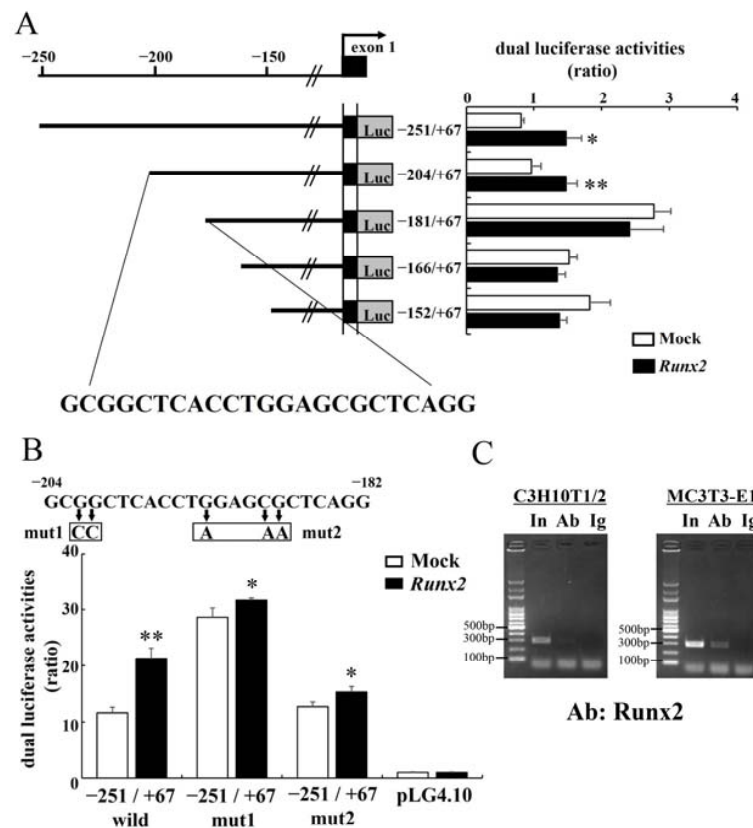 A
exon 1
−250
−200
−150
dual luciferase activities
(ratio)
0 1 2 3 4
Luc −251/+67 *
Luc −204/+67 **
Luc −181/+67
Luc −166/+67
Luc −152/+67
Mock
Runx2
GCGGCTCACCTGGAGCGCTCAGG
B
−204 −182
GCGGCTCACCTGGAGCGCTCAGG
mut1 CC A AA mut2
dual luciferase activities
(ratio)
40
30
20
10
0
Mock
Runx2
** * *
−251 / +67 −251 / +67 −251 / +67 pLG4.10
wild mut1 mut2
C
C3H10T1/2 MC3T3-E1
In Ab Ig In Ab Ig
500bp 500bp
300bp 300bp
100bp 100bp
Ab: Runx2